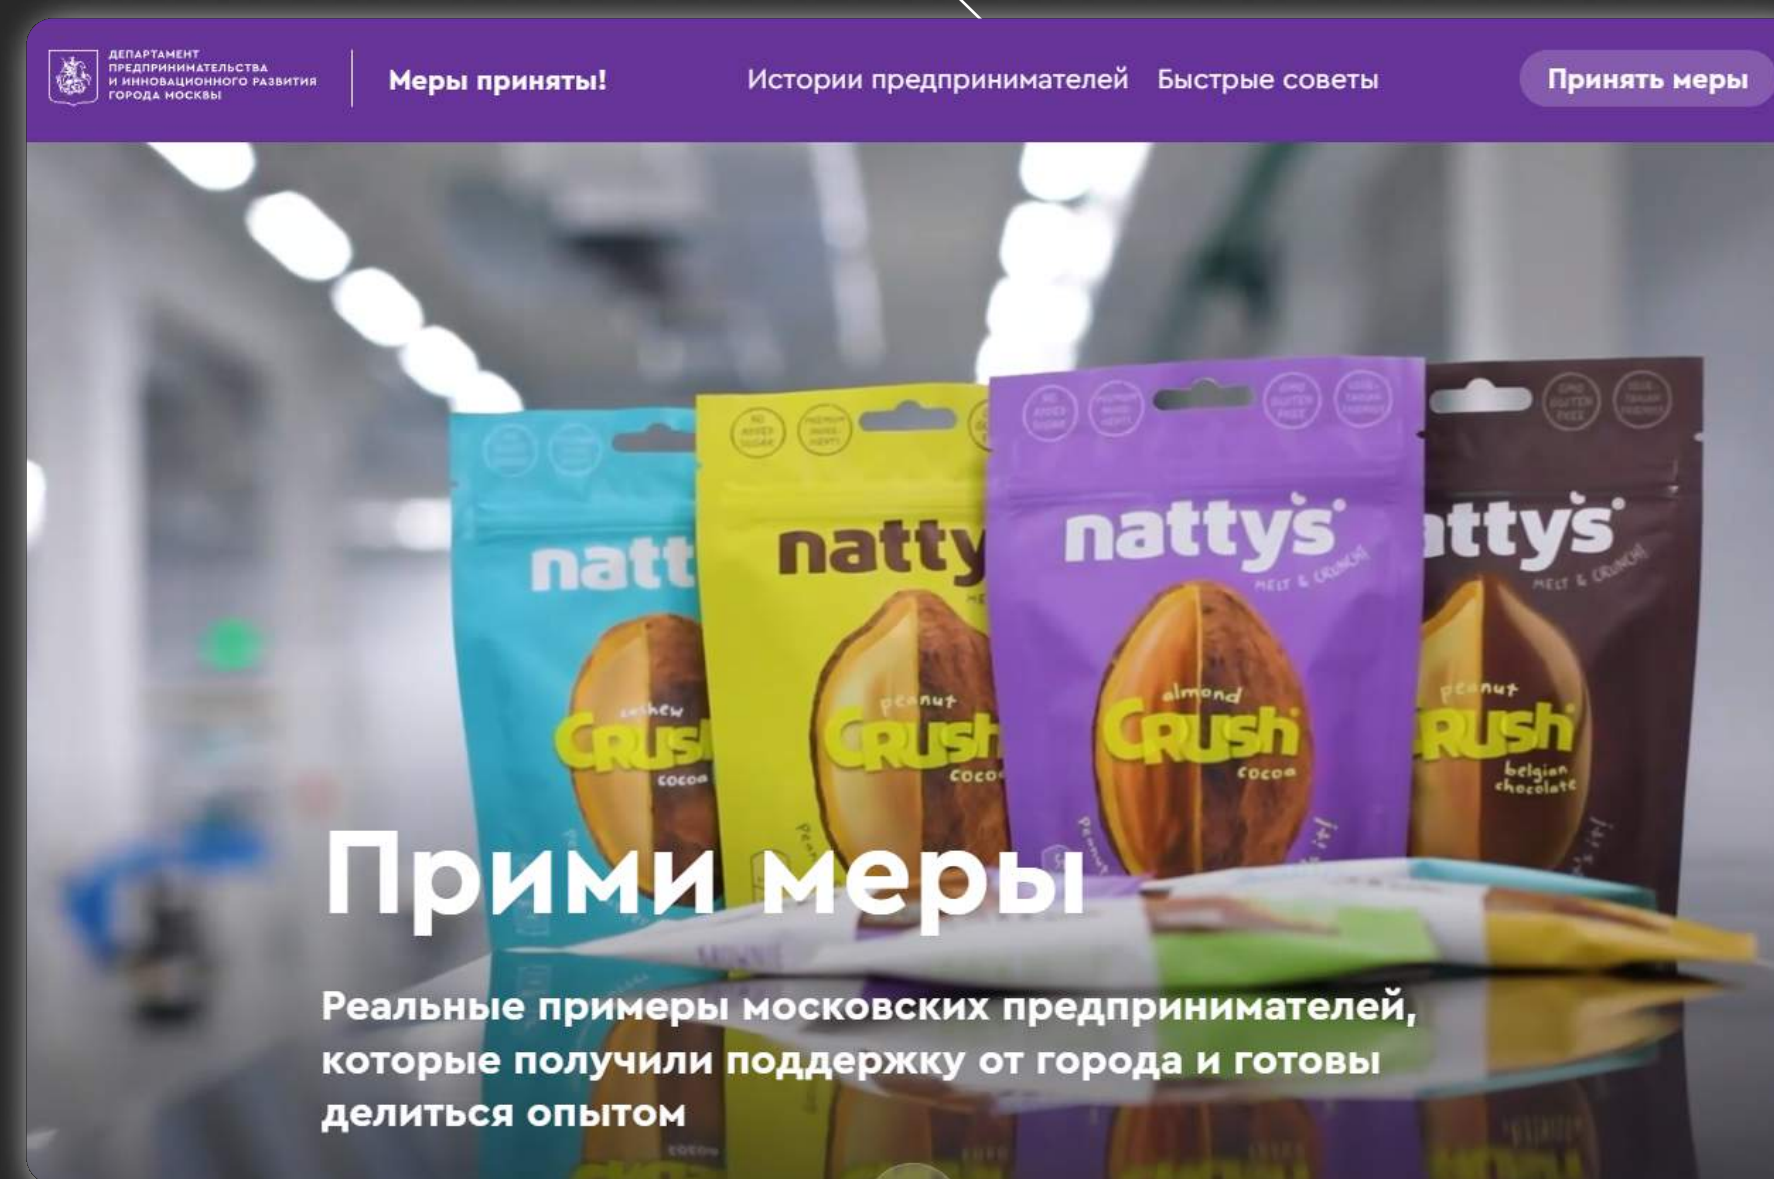 ДЕПАРТАМЕНТ
ПРЕДПРИНИМАТЕЛЬСТВА
И ИННОВАЦИОННОГО РАЗВИТИЯ
ГОРОДА МОСКВЫ
Меры приняты!
Истории предпринимателей
Быстрые советы
Принять меры
natt
natty
natty's
attys
MELT & CRUNCH!
MELT & CRUNCH!
cashew
CRUS
cocoa
peanut
CRUSH
cocoa
almond
CRUSH
cocoa
peanut
CRUSH
belgian
chocolate
Прими меры
Реальные примеры московских предпринимателей,
которые получили поддержку от города и готовы
делиться опытом